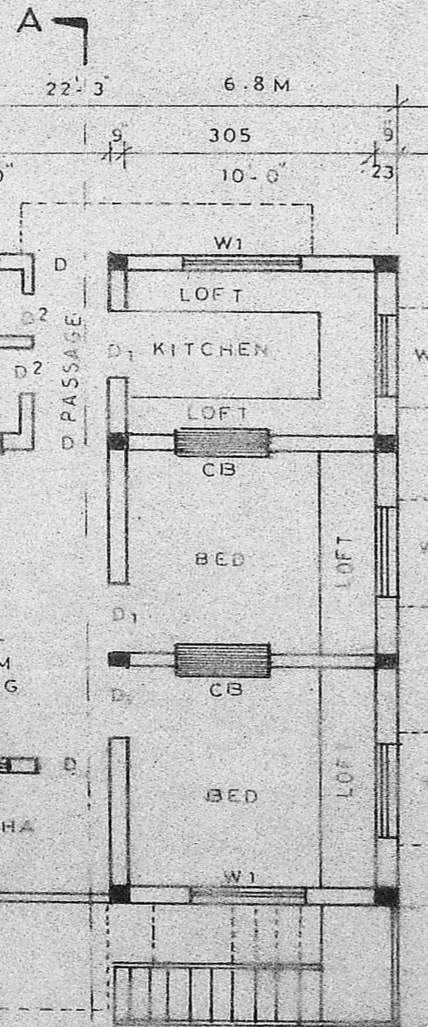 A
22'-3" 6.8 M
9" 305 9"
0" 10'-0" 23
W1
D LOFT
D2 PASSAGE D1 KITCHEN
D2 W
D LOFT
CB
BED LOFT
D1
M
G CB
D BED LOFT
HA W1